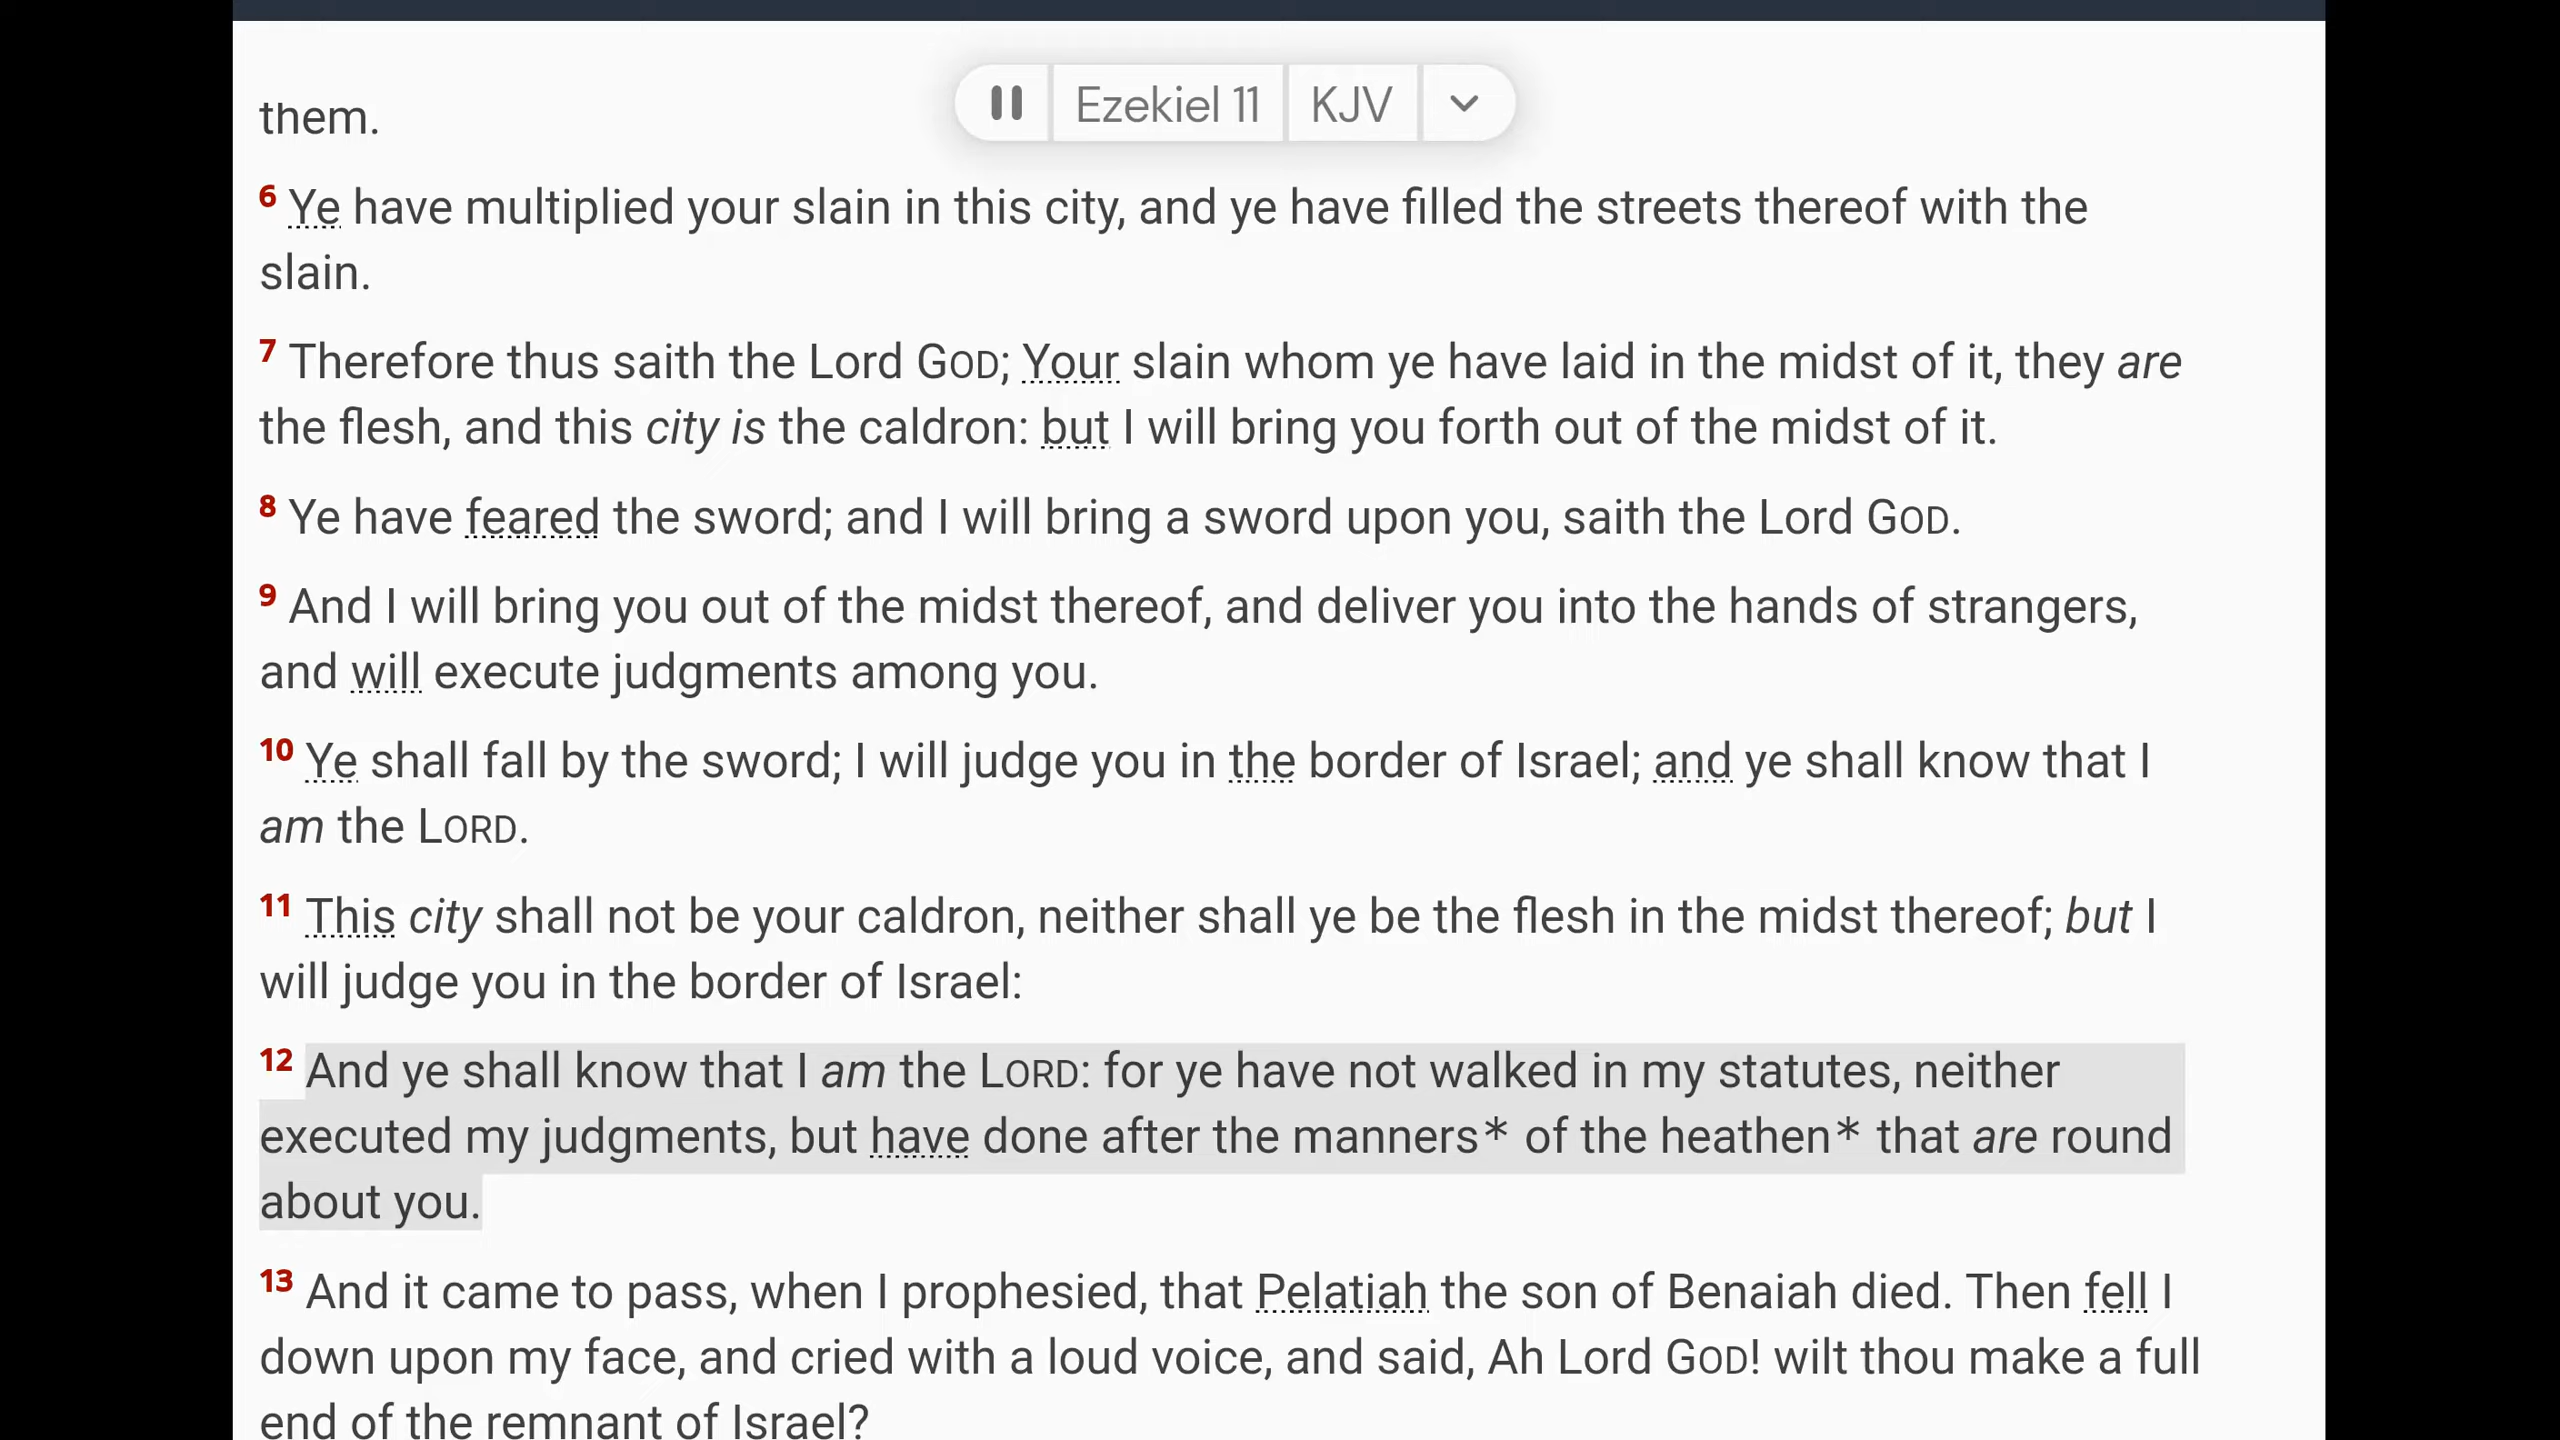 them.
Ezekiel 11 KJV
6 Ye have multiplied your slain in this city, and ye have filled the streets thereof with the
slain.
7 Therefore thus saith the Lord GOD; Your slain whom ye have laid in the midst of it, they are
the flesh, and this city is the caldron: but I will bring you forth out of the midst of it.
8 Ye have feared the sword; and I will bring a sword upon you, saith the Lord GOD.
9 And I will bring you out of the midst thereof, and deliver you into the hands of strangers,
and will execute judgments among you.
10 Ye shall fall by the sword; I will judge you in the border of Israel; and ye shall know that I
am the LORD.
11 This city shall not be your caldron, neither shall ye be the flesh in the midst thereof; but I
will judge you in the border of Israel:
12 And ye shall know that I am the LORD: for ye have not walked in my statutes, neither
executed my judgments, but have done after the manners* of the heathen* that are round
about you.
13 And it came to pass, when I prophesied, that Pelatiah the son of Benaiah died. Then fell I
down upon my face, and cried with a loud voice, and said, Ah Lord GOD! wilt thou make a full
end of the remnant of Israel?